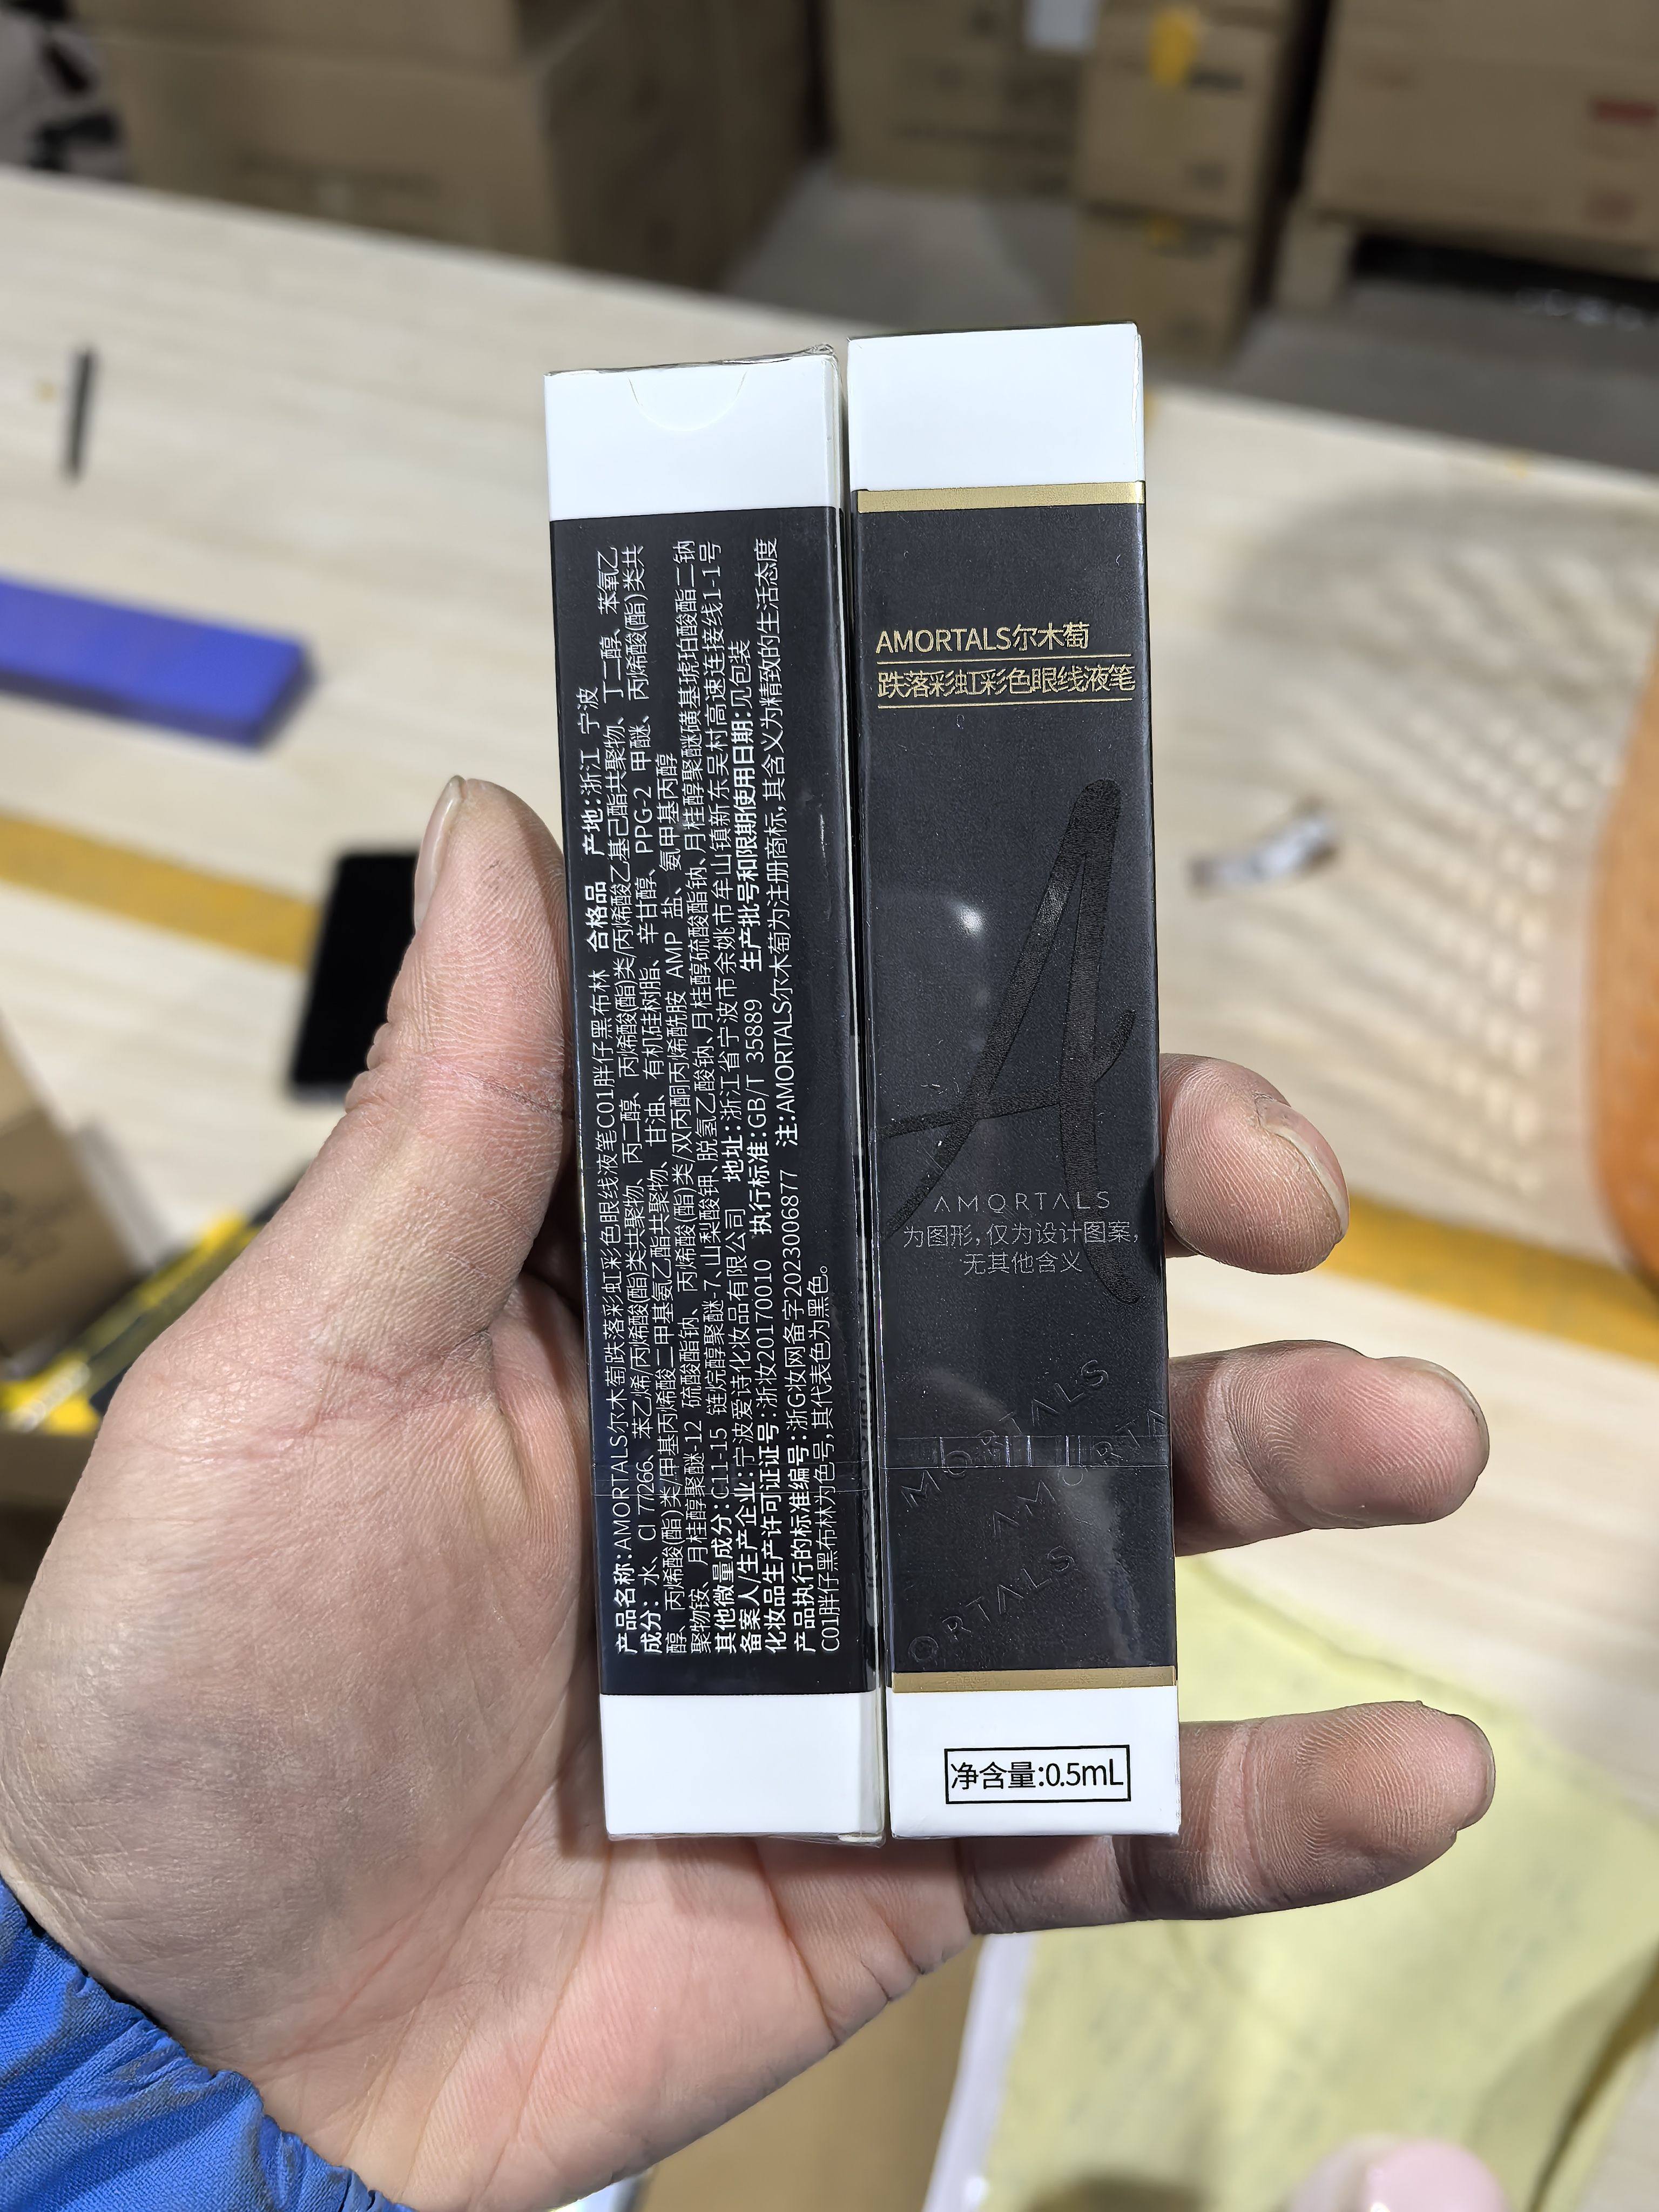 产品名称:AMORTALS尔木萄跌落彩虹彩色眼线液笔C01胖仔黑布林 合格品 产地:浙江 宁波
成分:水、CI 77266、苯乙烯/丙烯酸(酯)类共聚物、丙二醇、丙烯酸(酯)类/丙烯酸乙基己酯共聚物、丁二醇、苯氧乙
醇、丙烯酸(酯)类/甲基丙烯酸二甲基氨乙酯共聚物、甘油、有机硅树脂、辛甘醇、PPG-2 甲醚、丙烯酸(酯)类共
聚物铵、月桂醇聚醚-12 硫酸酯钠、丙烯酸(酯)类/双丙酮丙烯酰胺 AMP 盐、氨甲基丙醇
其他微量成分:C11-15 链烷醇聚醚-7、山梨酸钾、脱氢乙酸钠、月桂醇硫酸酯钠、月桂醇聚醚磺基琥珀酸酯二钠
备案人/生产企业:宁波爱诗化妆品有限公司 地址:浙江省宁波市余姚市牟山镇新东吴村高速连接线1-1号
化妆品生产许可证证号:浙妆20170010 执行标准:GB/T 35889 生产批号和限期使用日期:见包装
产品执行的标准编号:浙G妆网备字2023006877 注:AMORTALS尔木萄为注册商标,其含义为精致的生活态度
C01胖仔黑布林为色号,其代表色为黑色。
AMORTALS尔木萄
跌落彩虹彩色眼线液笔
AMORTALS
为图形,仅为设计图案,
无其他含义
MORTALS
AMORTA
ORTALS
净含量:0.5mL